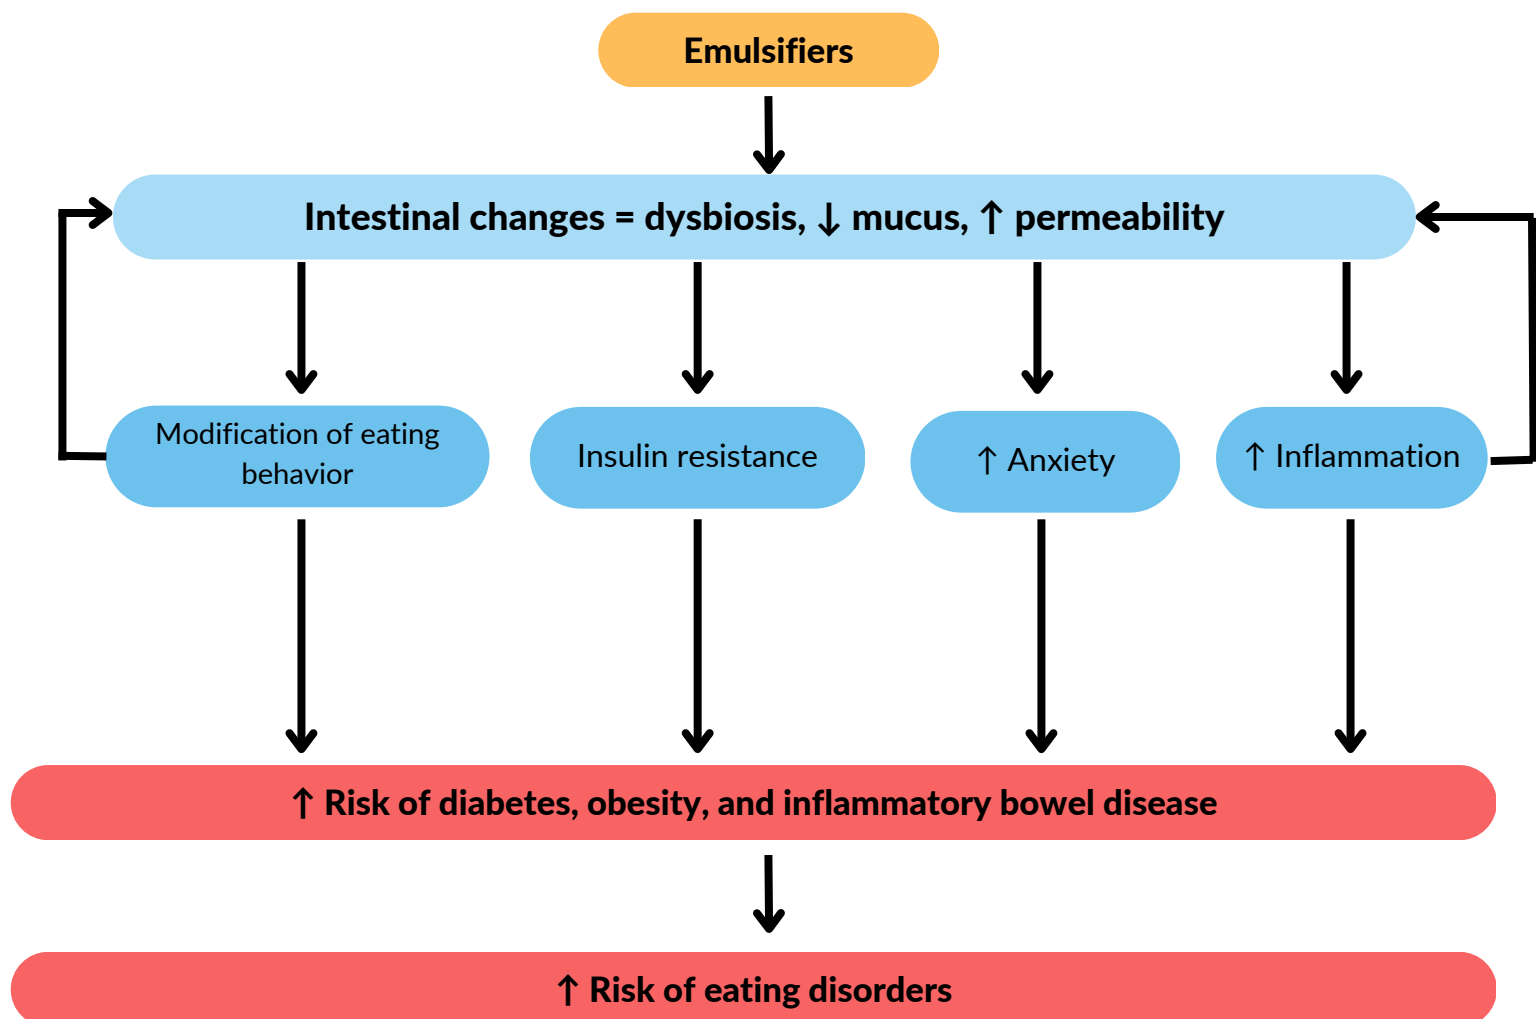 Emulsifiers
Intestinal changes = dysbiosis, ↓ mucus, ↑ permeability
Modification of eating
behavior
Insulin resistance
↑ Anxiety
↑ Inflammation
↑ Risk of diabetes, obesity, and inflammatory bowel disease
↑ Risk of eating disorders